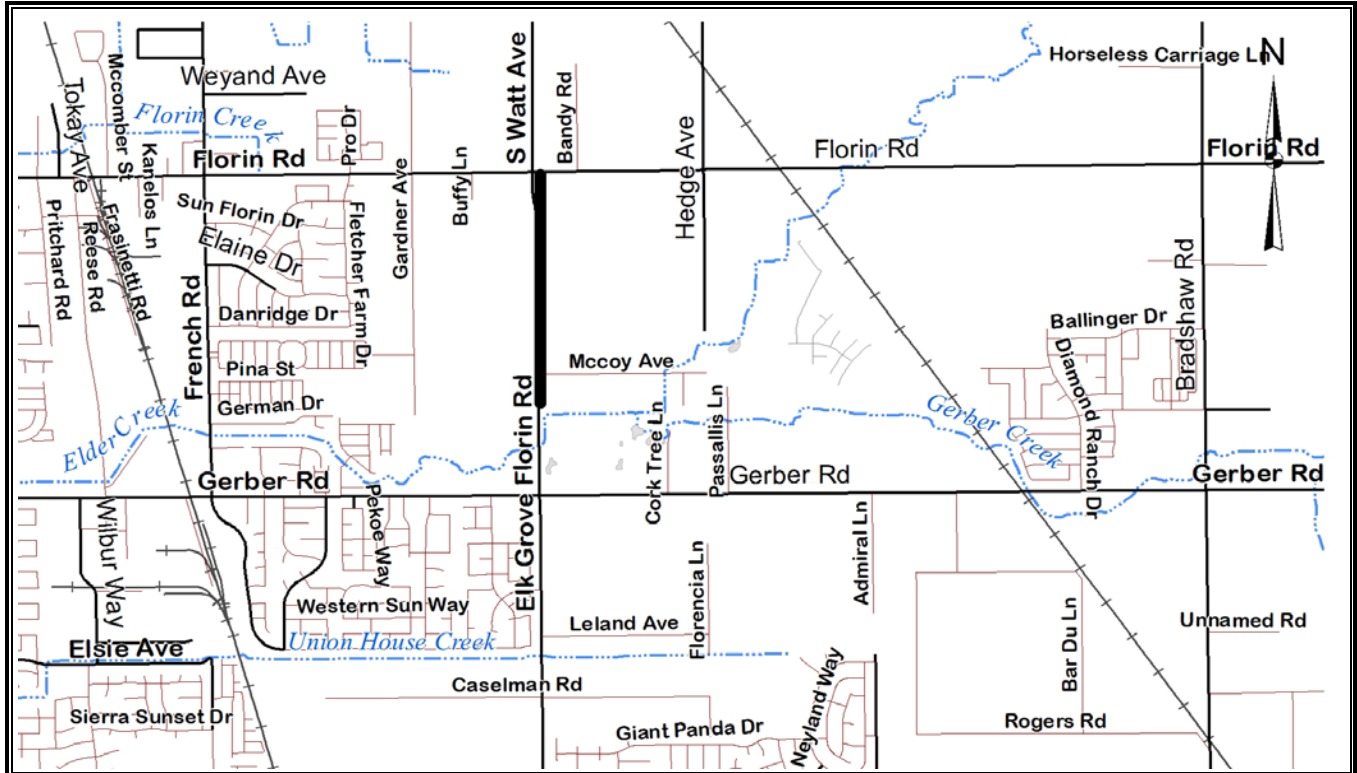 N
Horseless Carriage Ln
Weyand Ave
Mccomber St
Tokay Ave
S Watt Ave
Bandy Rd
Florin Creek
Pro Dr
Hedge Ave
Florin Rd
Florin Rd
Florin Rd
Kanelos Ln
Gardner Ave
Buffy Ln
Sun Florin Dr
Elaine Dr
Fletcher Farm Dr
Pritchard Rd
Reese Rd
Frasinetti Rd
French Rd
Danridge Dr
Ballinger Dr
Bradshaw Rd
Diamond Ranch Dr
Pina St
Mccoy Ave
German Dr
Elk Grove Florin Rd
Elder Creek
Gerber Creek
Cork Tree Ln
Passallis Ln
Gerber Rd
Gerber Rd
Gerber Rd
Wilbur Way
Pekoe Way
Admiral Ln
Florencia Ln
Western Sun Way
Leland Ave
Bar Du Ln
Unnamed Rd
Union House Creek
Elsie Ave
Caselman Rd
Neyland Way
Sierra Sunset Dr
Giant Panda Dr
Rogers Rd